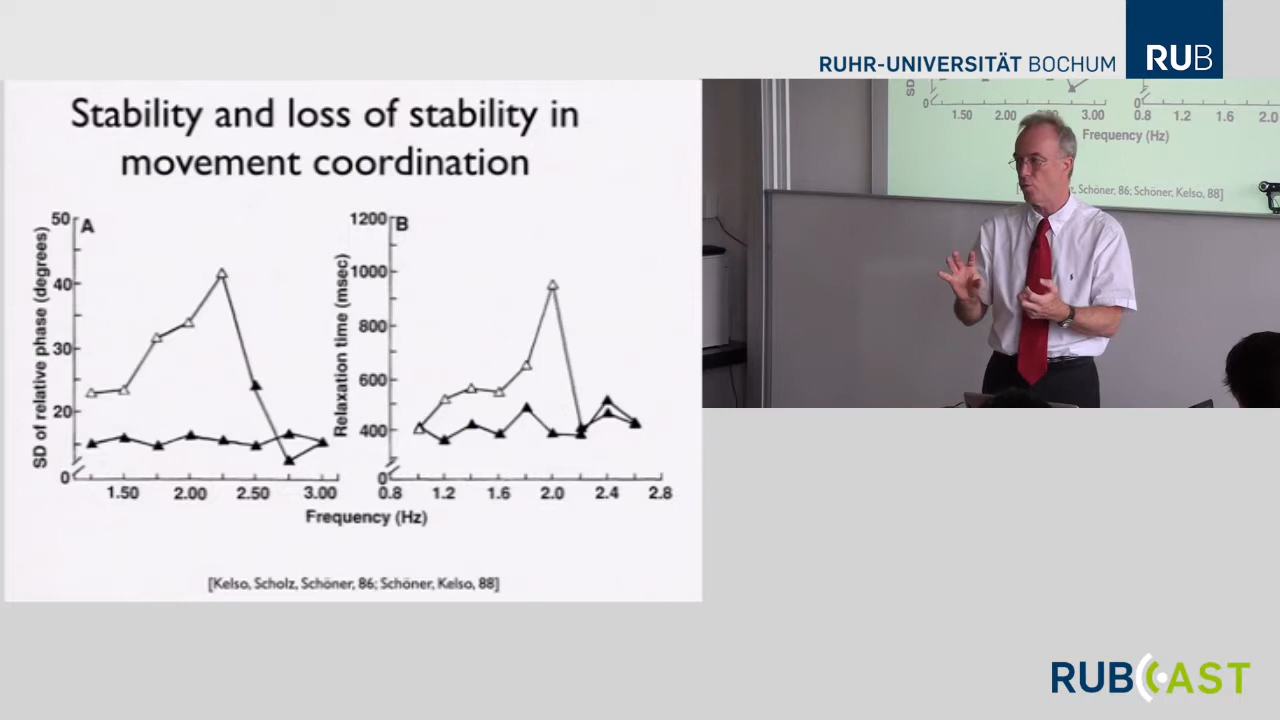 RUHR-UNIVERSITÄT BOCHUM
RUB
Stability and loss of stability in
movement coordination
A
SD of relative phase (degrees)
50
40
30
20
0
1.50 2.00 2.50 3.00
B
Relaxation time (msec)
1200
1000
800
600
400
0
0.8 1.2 1.6 2.0 2.4 2.8
Frequency (Hz)
[Kelso, Scholz, Schöner, 86; Schöner, Kelso, 88]
SD
0
1.50 2.00 3.00
0
0.8 1.2 1.6 2.0
Frequency (Hz)
Schöner, 86; Schöner, Kelso, 88]
RUBCAST